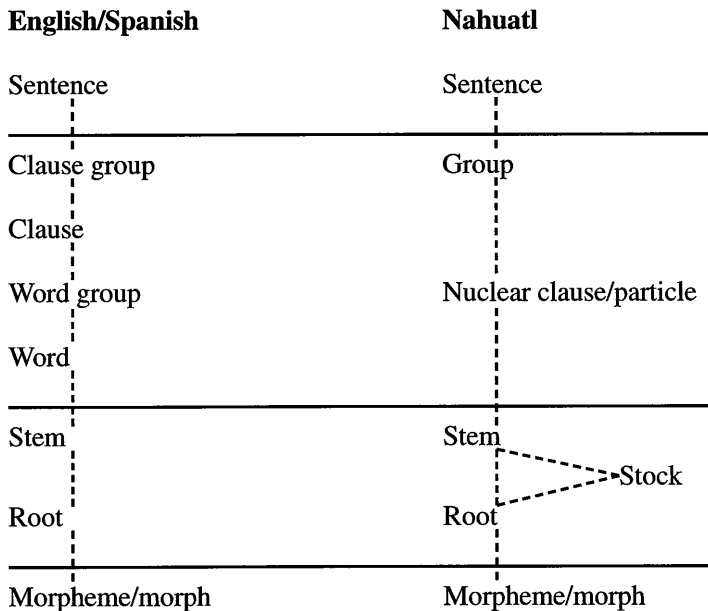 English/Spanish Nahuatl
Sentence Sentence
Clause group Group
Clause
Word group Nuclear clause/particle
Word
Stem Stem
Stock
Root Root
Morpheme/morph Morpheme/morph